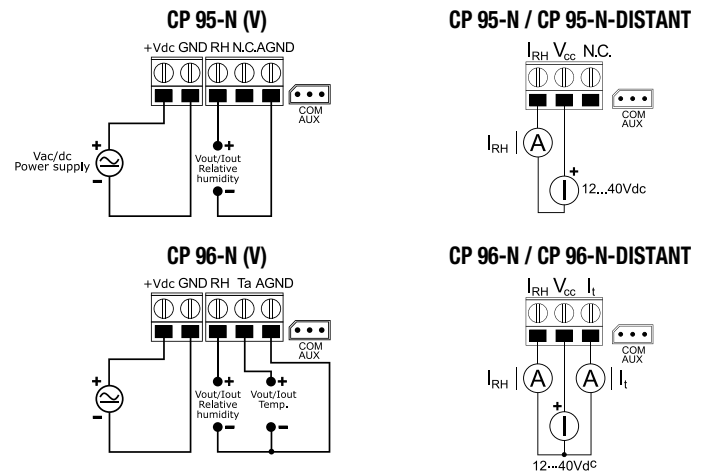 CP 95-N (V)
+Vdc GND RH N.C.AGND
COM
AUX
+
Vac/dc
Power supply
-
+
Vout/Iout
Relative
humidity
-
CP 95-N / CP 95-N-DISTANT
IRH Vcc N.C.
COM
AUX
IRH A
+
12...40Vdc
CP 96-N (V)
+Vdc GND RH Ta AGND
COM
AUX
+
-
+
Vout/Iout
Relative
humidity
-
+
Vout/Iout
Temp.
-
CP 96-N / CP 96-N-DISTANT
IRH Vcc It
COM
AUX
IRH A
A It
+
12...40Vdc